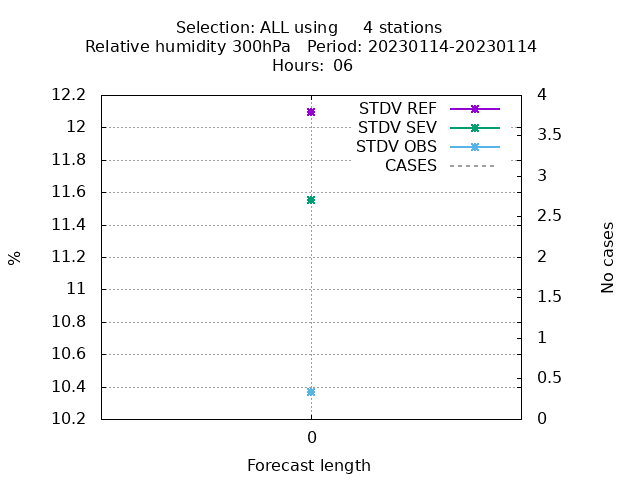 Selection: ALL using     4 stations
Relative humidity 300hPa   Period: 20230114-20230114
Hours:  06
STDV REF
STDV SEV
STDV OBS
CASES
12.2
12
11.8
11.6
11.4
11.2
11
10.8
10.6
10.4
10.2
%
4
3.5
3
2.5
2
1.5
1
0.5
0
No cases
0
Forecast length